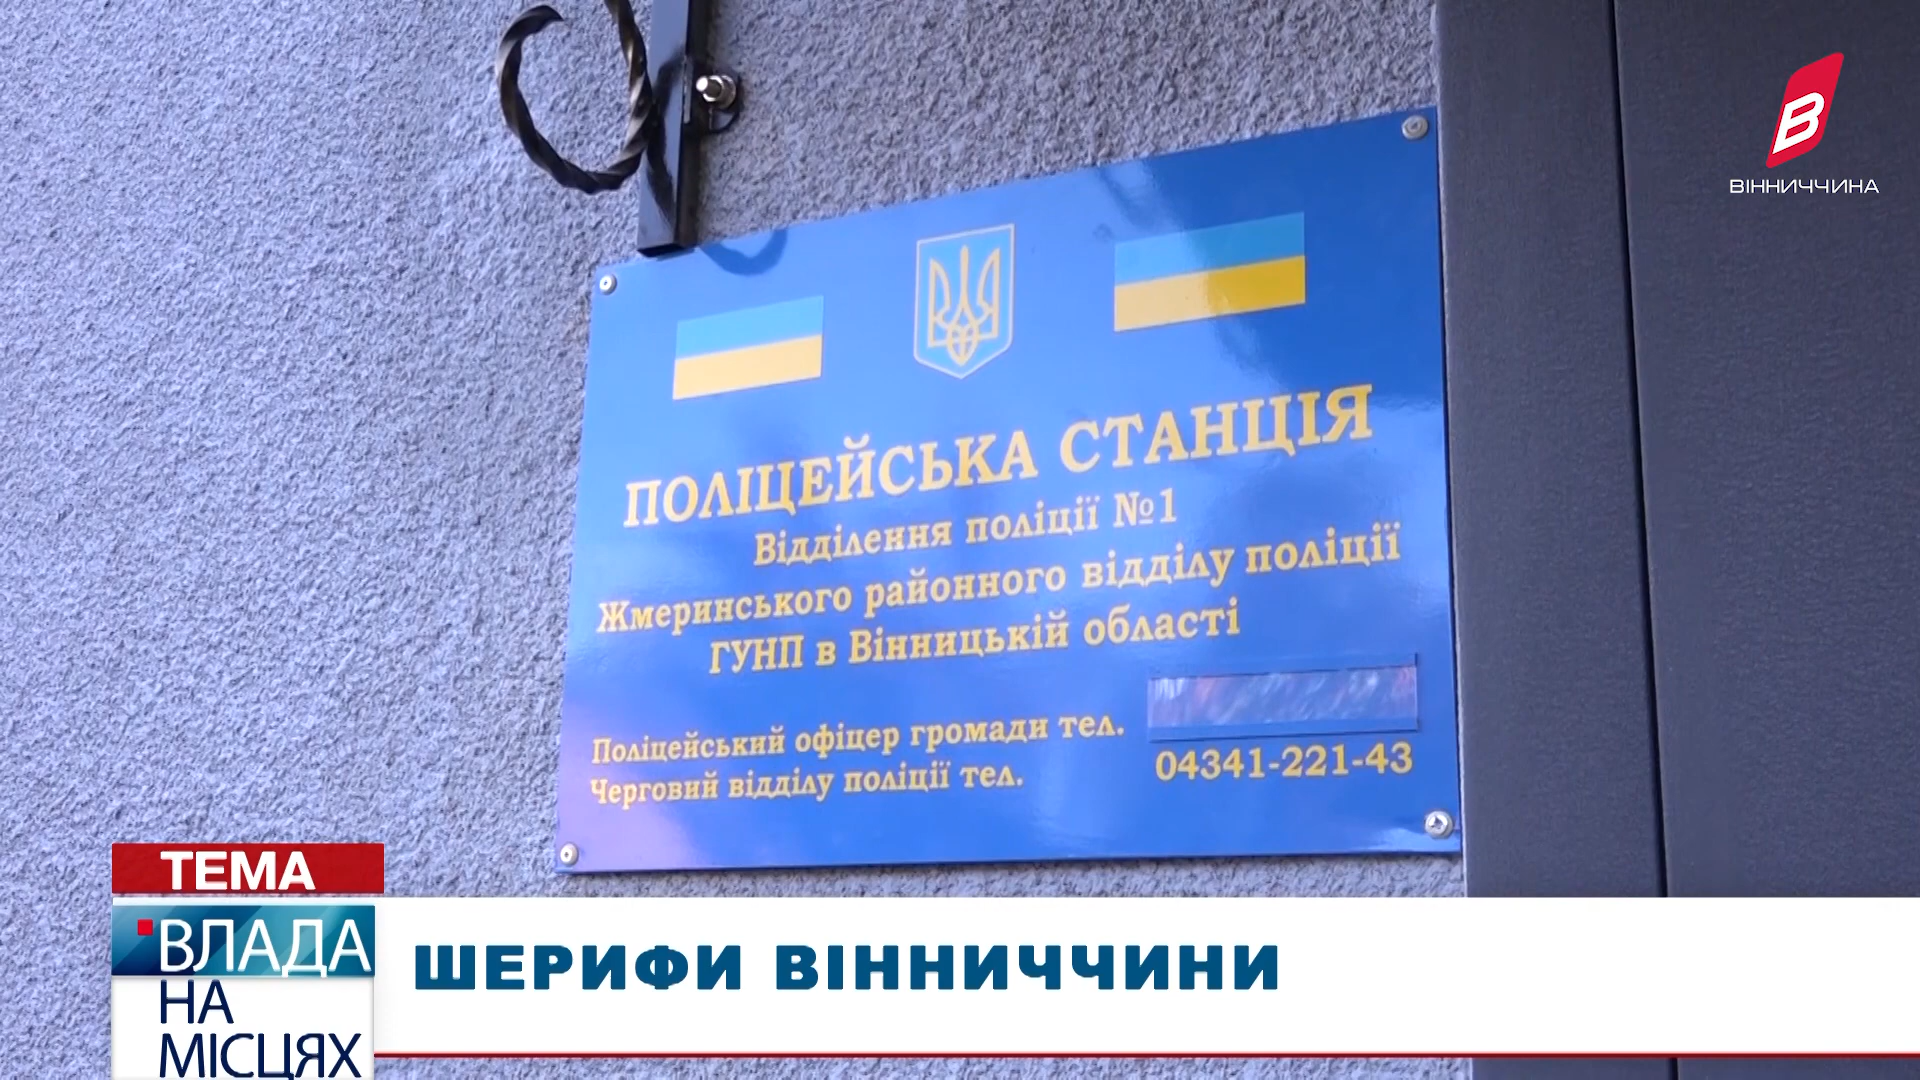 В
ВІННИЧЧИНА
ПОЛІЦЕЙСЬКА СТАНЦІЯ
Відділення поліції №1
Жмеринського районного відділу поліції
ГУНП в Вінницькій області
Поліцейський офіцер громади тел.
Черговий відділу поліції тел. 04341-221-43
ТЕМА
ВЛАДА
НА
МІСЦЯХ
ШЕРИФИ ВІННИЧЧИНИ